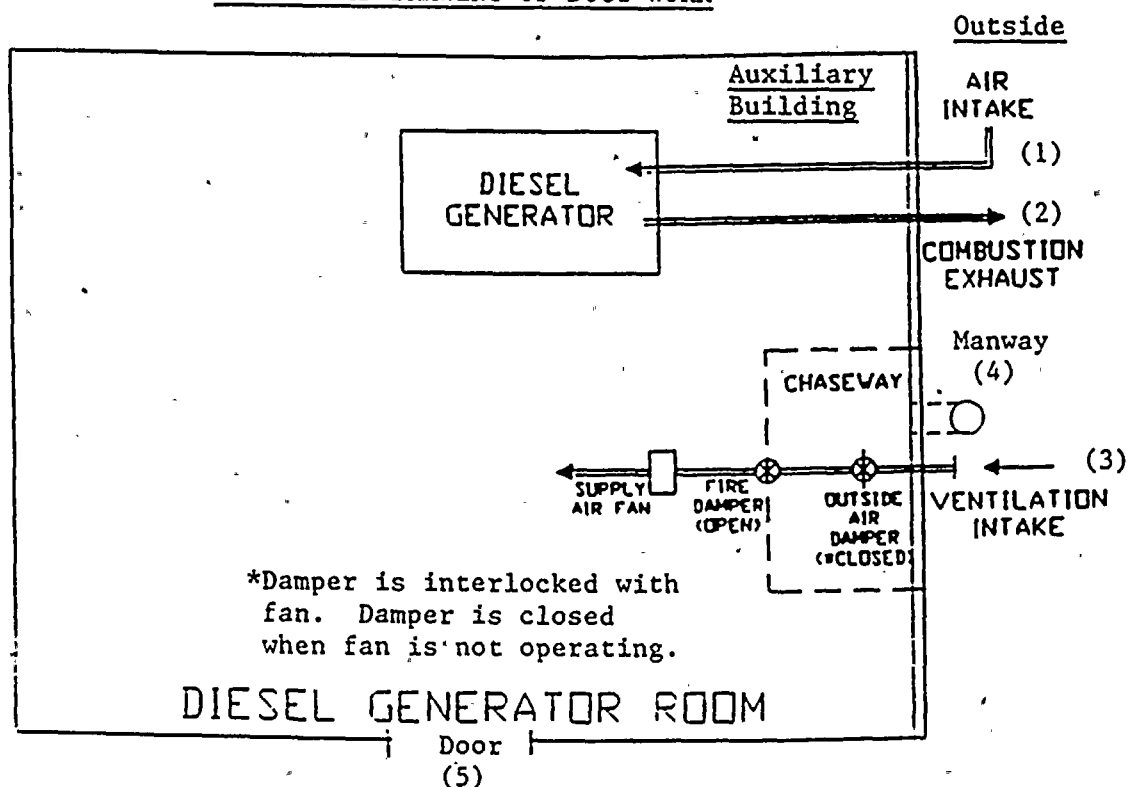 Outside
Auxiliary
Building
AIR
INTAKE
(1)
DIESEL
GENERATOR
(2)
COMBUSTION
EXHAUST
Manway
(4)
CHASEWAY
(3)
VENTILATION
INTAKE
SUPPLY
AIR FAN
FIRE
DAMPER
(OPEN)
OUTSIDE
AIR
DAMPER
(*CLOSED)
*Damper is interlocked with
fan. Damper is closed
when fan is not operating.
DIESEL GENERATOR ROOM
Door
(5)